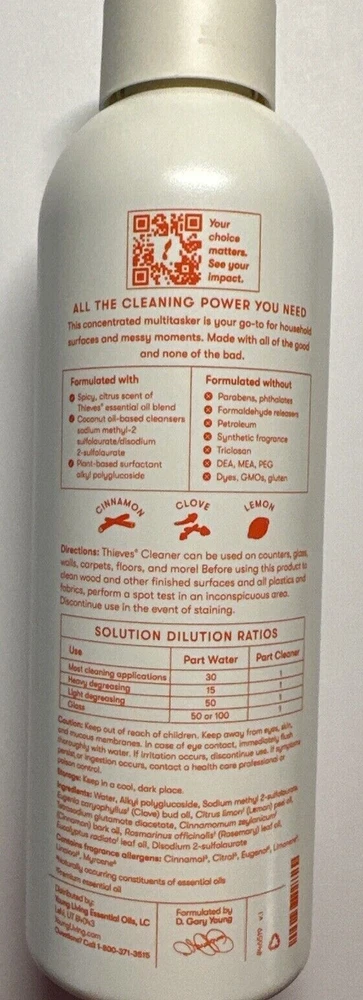 Your
choice
matters.
See your
impact.
ALL THE CLEANING POWER YOU NEED
This concentrated multitasker is your go-to for household
surfaces and messy moments. Made with all of the good
and none of the bad.
Formulated with
Spicy, citrus scent of
Thieves® essential oil blend
Coconut oil-based cleansers
sodium methyl-2
sulfolaurate/disodium
2-sulfolaurate
Plant-based surfactant
alkyl polyglucoside
Formulated without
Parabens, phthalates
Formaldehyde releasers
Petroleum
Synthetic fragrance
Triclosan
DEA, MEA, PEG
Dyes, GMOs, gluten
CINNAMON
CLOVE
LEMON
Directions: Thieves® Cleaner can be used on counters, glass,
walls, carpets, floors, and more! Before using this product to
clean wood and other finished surfaces and all plastics and
fabrics, perform a spot test in an inconspicuous area.
Discontinue use in the event of staining.
SOLUTION DILUTION RATIOS
Use Part Water Part Cleaner
Most cleaning applications 30 1
Heavy degreasing 15 1
Light degreasing 50 1
Glass 50 or 100 1
Caution: Keep out of reach of children. Keep away from eyes, skin,
and mucous membranes. In case of eye contact, immediately flush
thoroughly with water. If irritation occurs, discontinue use. If symptoms
persist, or ingestion occurs, contact a health care professional or
poison control.
Storage: Keep in a cool, dark place.
Ingredients: Water, Alkyl polyglucoside, Sodium methyl 2-sulfolaurate,
Eugenia caryophyllus† (Clove) bud oil, Citrus limon† (Lemon) peel oil,
Tetrasodium glutamate diacetate, Cinnamomum zeylanicum†
(Cinnamon) bark oil, Rosmarinus officinalis† (Rosemary) leaf oil,
Eucalyptus radiata† leaf oil, Disodium 2-sulfolaurate
Contains fragrance allergens: Cinnamal*, Citral*, Eugenol*, Limonene*,
Linalool*, Myrcene*
*Naturally occurring constituents of essential oils
†Premium essential oil
Distributed by:
Young Living Essential Oils, LC
Lehi, UT 84043
YoungLiving.com
Questions? Call 1-800-371-3515
Formulated by
D. Gary Young